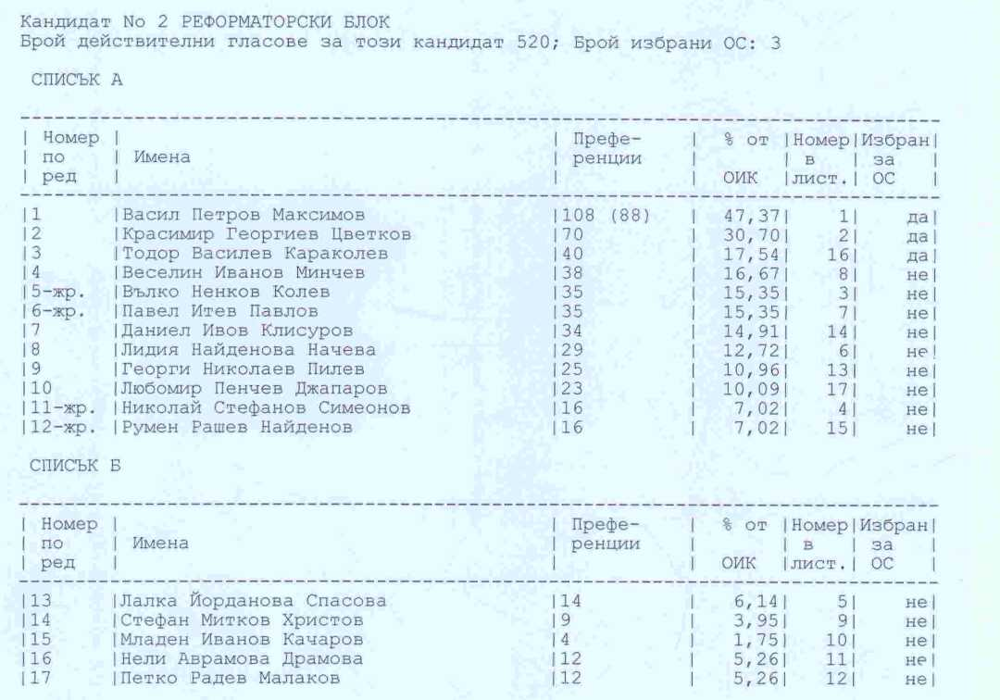 Кандидат No 2 РЕФОРМАТОРСКИ БЛОК
Брой действителни гласове за този кандидат 520; Брой избрани ОС: 3
СПИСЪК А
| Номер | | Префе- | % от |Номер|Избран|
| по | Имена | ренции | | в | за |
| ред | | | ОИК |лист.| ОС |
|1 |Васил Петров Максимов |108 (88) | 47,37| 1| да|
|2 |Красимир Георгиев Цветков |70 | 30,70| 2| да|
|3 |Тодор Василев Караколев |40 | 17,54| 16| да|
|4 |Веселин Иванов Минчев |38 | 16,67| 8| не|
|5-жр. |Вълко Ненков Колев |35 | 15,35| 3| не|
|6-жр. |Павел Итев Павлов |35 | 15,35| 7| не|
|7 |Даниел Ивов Клисуров |34 | 14,91| 14| не|
|8 |Лидия Найденова Начева |29 | 12,72| 6| не|
|9 |Георги Николаев Пилев |25 | 10,96| 13| не|
|10 |Любомир Пенчев Джапаров |23 | 10,09| 17| не|
|11-жр. |Николай Стефанов Симеонов |16 | 7,02| 4| не|
|12-жр. |Румен Рашев Найденов |16 | 7,02| 15| не|
СПИСЪК Б
| Номер | | Префе- | % от |Номер|Избран|
| по | Имена | ренции | | в | за |
| ред | | | ОИК |лист.| ОС |
|13 |Лалка Йорданова Спасова |14 | 6,14| 5| не|
|14 |Стефан Митков Христов |9 | 3,95| 9| не|
|15 |Младен Иванов Качаров |4 | 1,75| 10| не|
|16 |Нели Аврамова Драмова |12 | 5,26| 11| не|
|17 |Петко Радев Малаков |12 | 5,26| 12| не|